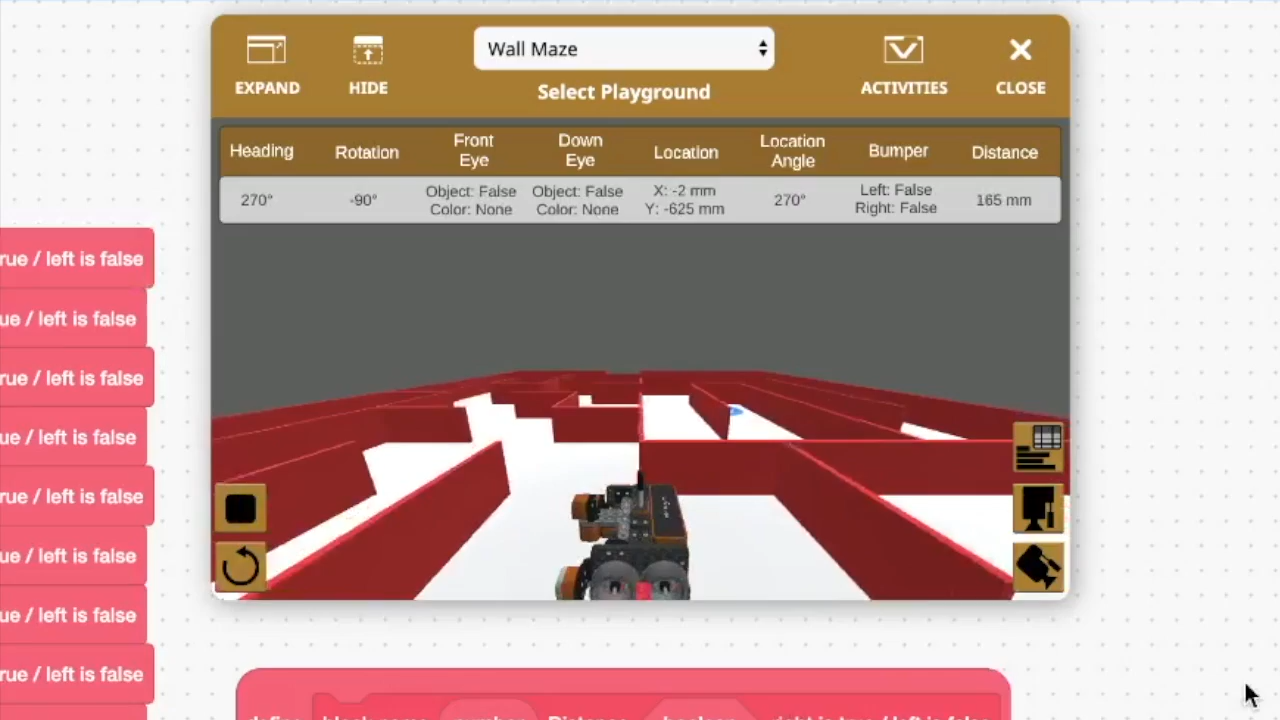 Wall Maze
EXPAND
HIDE
Select Playground
ACTIVITIES
CLOSE
Heading
Rotation
Front
Eye
Down
Eye
Location
Location
Angle
Bumper
Distance
270°
-90°
Object: False
Color: None
Object: False
Color: None
X: -2 mm
Y: -625 mm
270°
Left: False
Right: False
165 mm
rue / left is false
ue / left is false
rue / left is false
ue / left is false
rue / left is false
ue / left is false
ue / left is false
rue / left is false